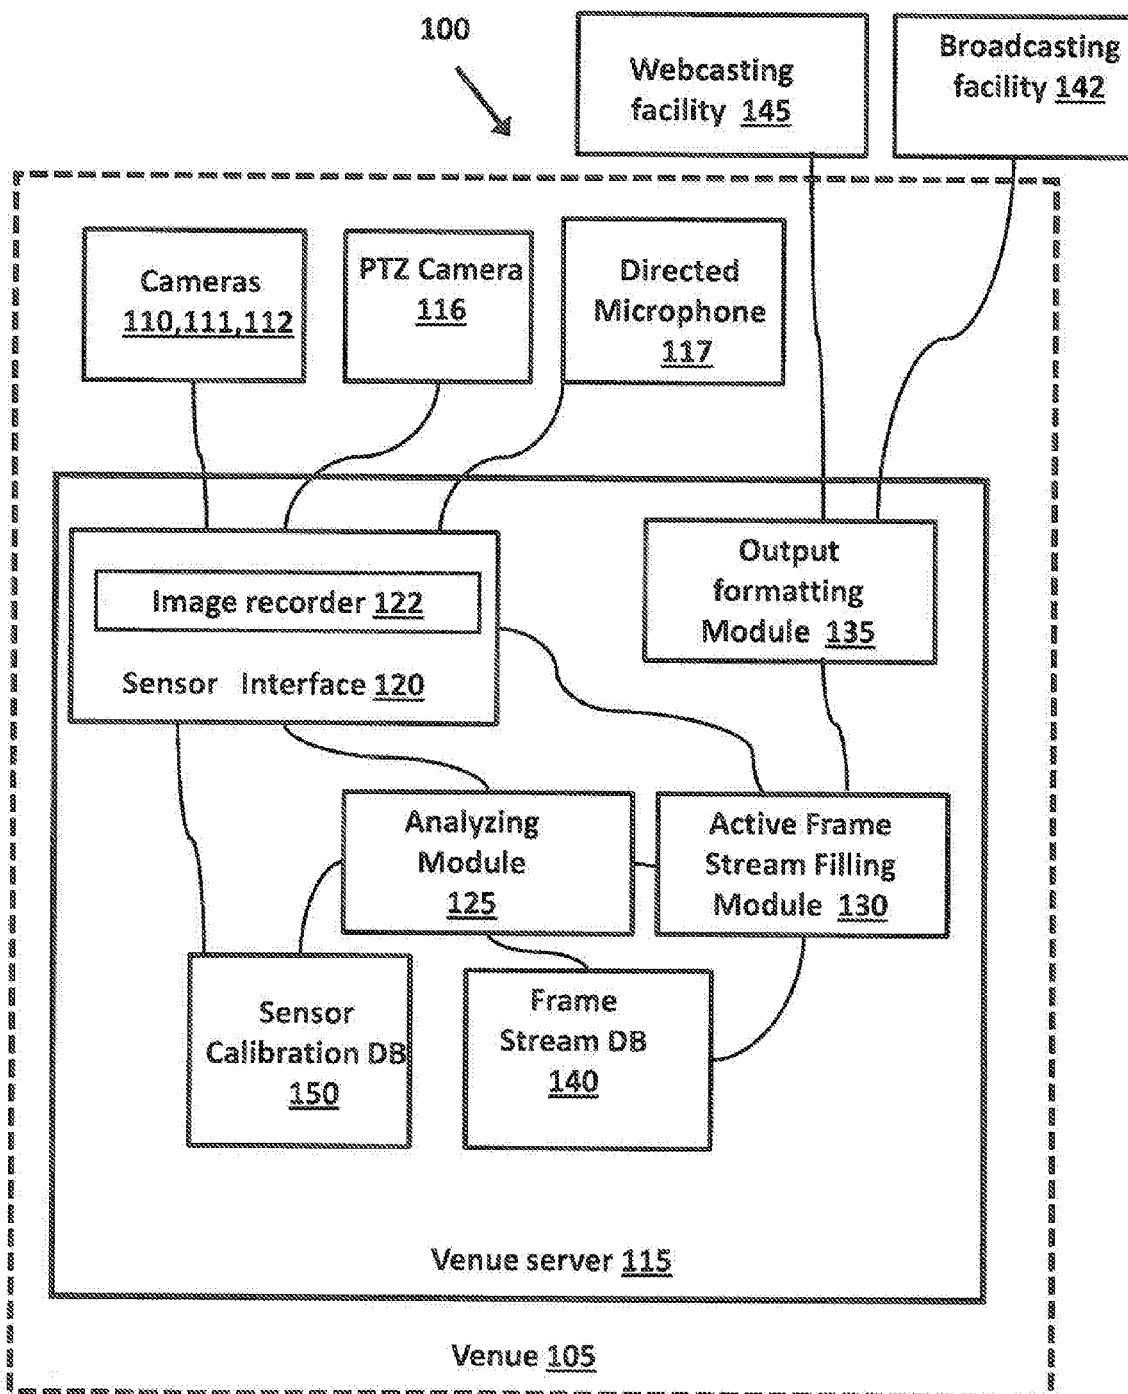 100
Webcasting
facility 145
Broadcasting
facility 142
Cameras
110,111,112
PTZ Camera
116
Directed
Microphone
117
Image recorder 122
Sensor Interface 120
Output
formatting
Module 135
Analyzing
Module
125
Active Frame
Stream Filling
Module 130
Sensor
Calibration DB
150
Frame
Stream DB
140
Venue server 115
Venue 105